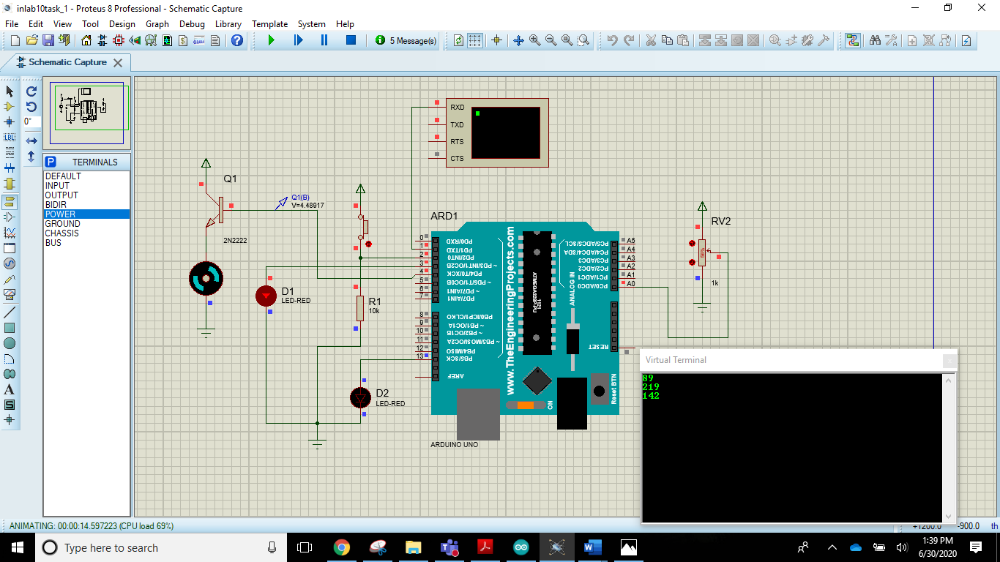 inlab10task_1 - Proteus 8 Professional - Schematic Capture
File Edit View Tool Design Graph Debug Library Template System Help
5 Message(s)
Schematic Capture
0°
LBL
P TERMINALS
DEFAULT
INPUT
OUTPUT
BIDIR
POWER
GROUND
CHASSIS
BUS
RXD
TXD
RTS
CTS
Q1
2N2222
Q1(B)
V=4.48917
D1
LED-RED
R1
10k
D2
LED-RED
ARD1
0
1
2
3
4
5
6
7
PD0/RXD
PD1/TXD
PD2/INT0
~ PD3/INT1/OC2B
PD4/T0/XCK
~ PD5/T1/OC0B
~ PD6/AIN0
PD7/AIN1
8
9
10
11
12
13
PB0/ICP1/CLKO
~ PB1/OC1A
~ PB2/OC1B
~ PB3/MOSI/OC2A
PB4/MISO
PB5/SCK
AREF
www.TheEngineeringProjects.com
ATMEGA328P-PU
1121
ANALOG IN
PC5/ADC5/SCL
PC4/ADC4/SDA
PC3/ADC3
PC2/ADC2
PC1/ADC1
PC0/ADC0
A5
A4
A3
A2
A1
A0
RESET
Reset BTN
ON
ARDUINO UNO
RV2
1k
Virtual Terminal
89
219
142
ANIMATING: 00:00:14.597223 (CPU load 69%)
+1200.0 -900.0 th
Type here to search
1:39 PM
6/30/2020